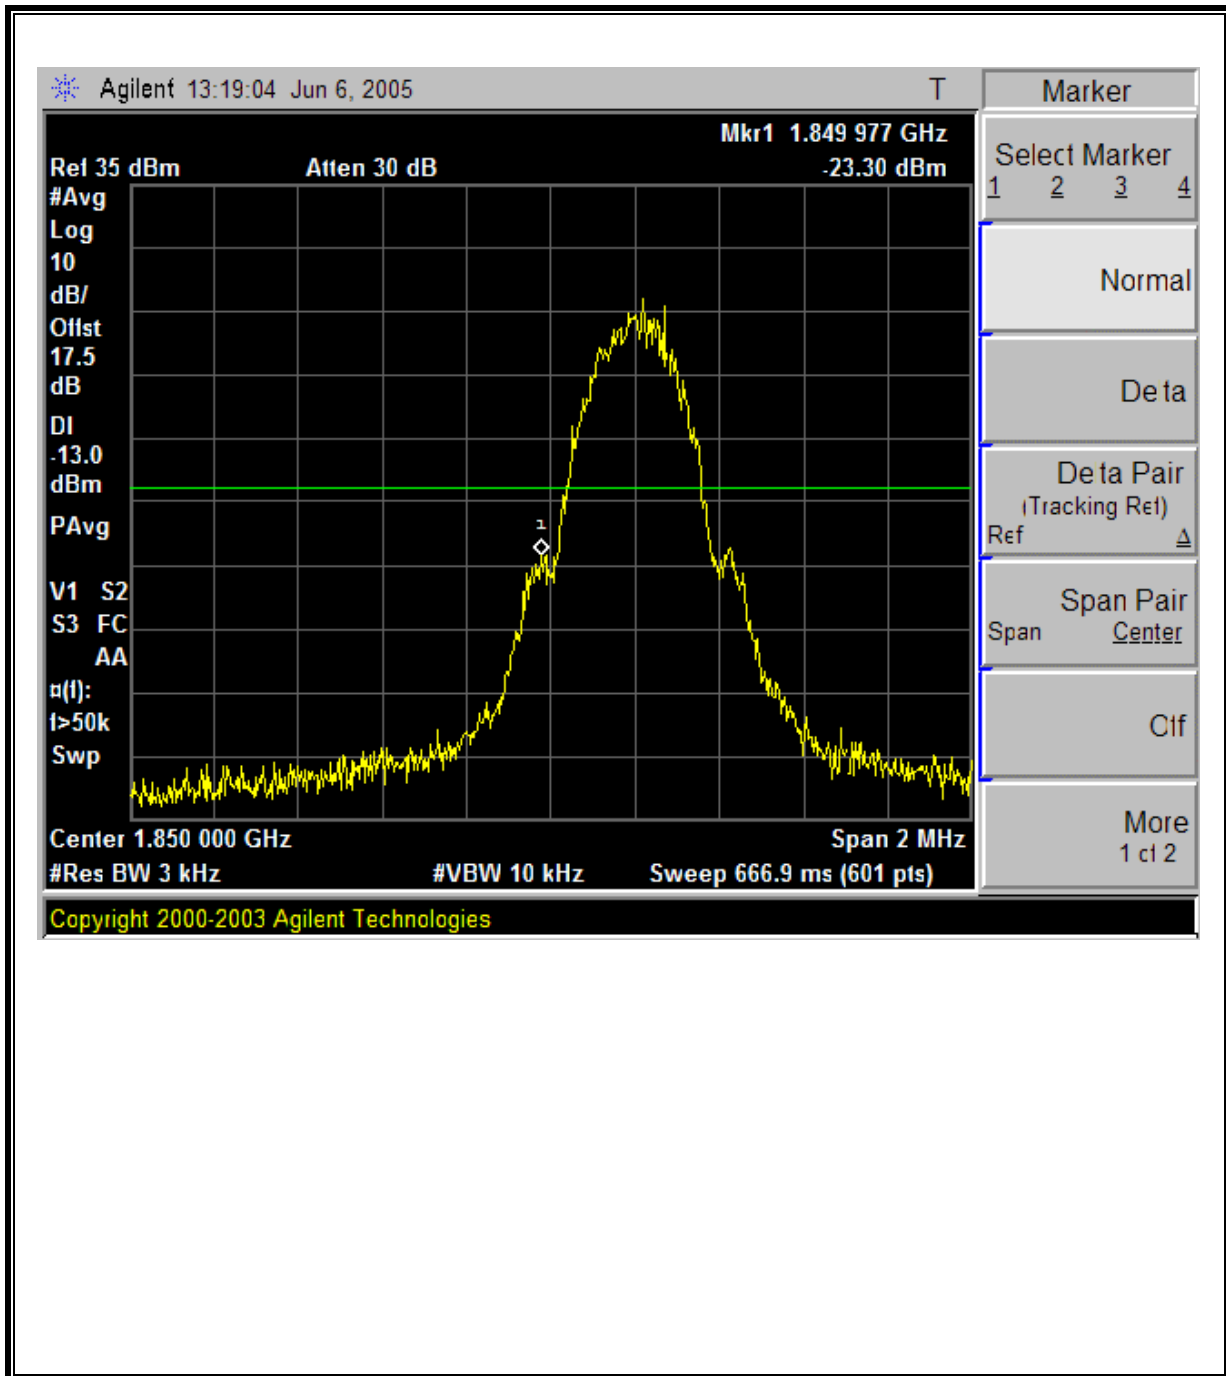 Agilent 13:19:04 Jun 6, 2005 T
Mkr1 1.849 977 GHz
Ref 35 dBm Atten 30 dB -23.30 dBm
#Avg
Log
10
dB/
Offst
17.5
dB
DI
-13.0
dBm
PAvg
1
V1 S2
S3 FC
AA
¤(f):
f>50k
Swp
Center 1.850 000 GHz Span 2 MHz
#Res BW 3 kHz #VBW 10 kHz Sweep 666.9 ms (601 pts)
Copyright 2000-2003 Agilent Technologies
Marker
Select Marker
1 2 3 4
Normal
Delta
Delta Pair
(Tracking Ref)
Ref Δ
Span Pair
Span Center
Off
More
1 of 2